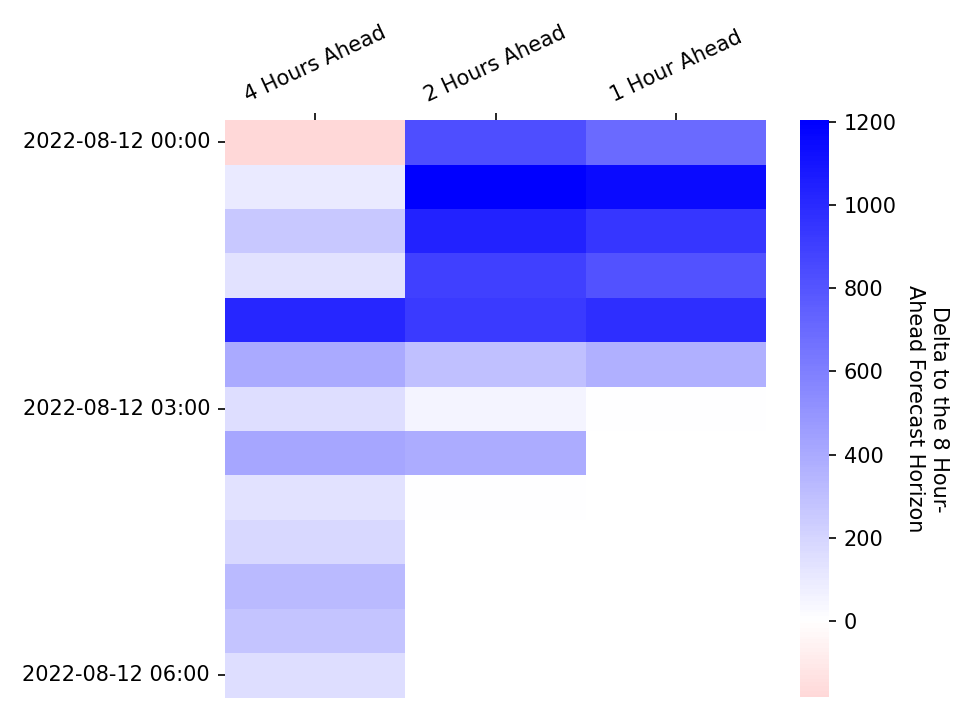 4 Hours Ahead
2 Hours Ahead
1 Hour Ahead
2022-08-12 00:00
2022-08-12 03:00
2022-08-12 06:00
1200
1000
800
600
400
200
0
Delta to the 8 Hour-
Ahead Forecast Horizon